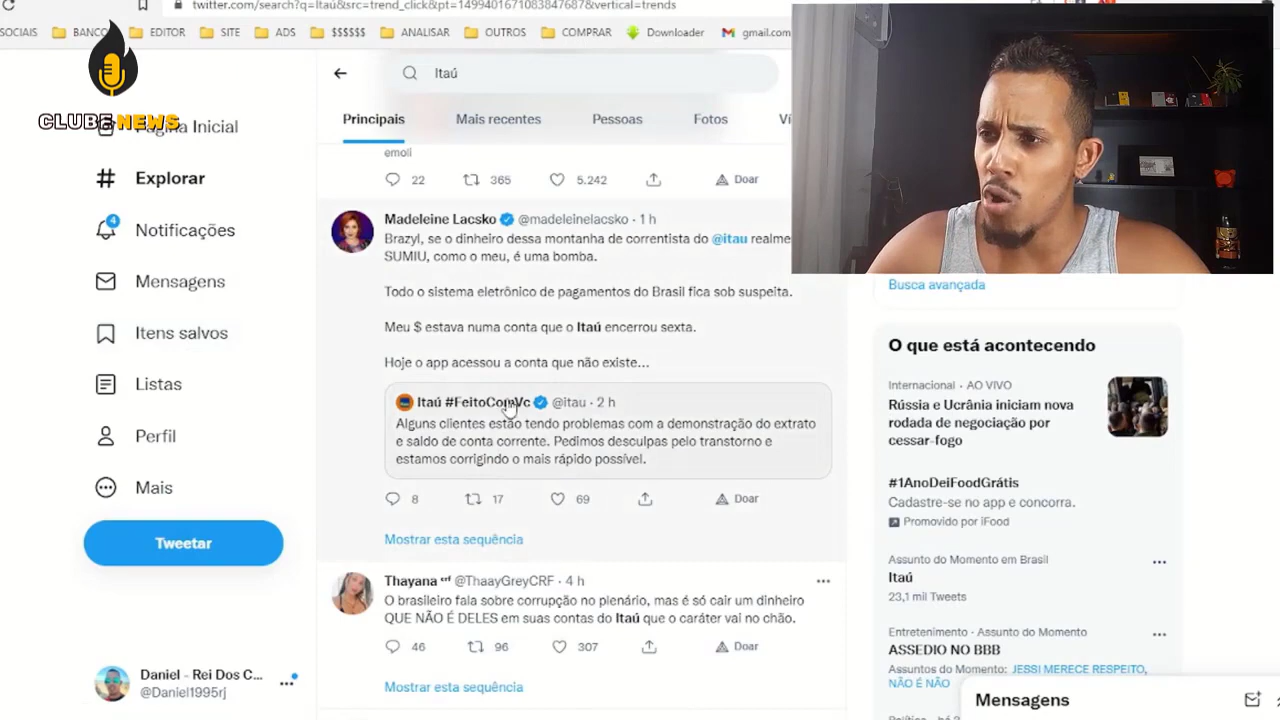 twitter.com/search?q=Itaú&src=trend_click&pt=1499401671083847687&vertical=trends
SOCIAIS
EDITOR
SITE
ADS
$$$$$$
ANALISAR
OUTROS
COMPRAR
Downloader
gmail.com
CLUBE NEWS
Página Inicial
Explorar
4
Notificações
Mensagens
Itens salvos
Listas
Perfil
Mais
Tweetar
Daniel - Rei Dos C...
@Daniel1995rj
Itaú
Principais
Mais recentes
Pessoas
Fotos
emoli
22
365
5.242
Doar
Madeleine Lacsko @madeleinelacsko · 1 h
Brazyl, se o dinheiro dessa montanha de correntista do @itau realme
SUMIU, como o meu, é uma bomba.
Todo o sistema eletrônico de pagamentos do Brasil fica sob suspeita.
Meu $ estava numa conta que o Itaú encerrou sexta.
Hoje o app acessou a conta que não existe...
Itaú #FeitoComVc @itau · 2 h
Alguns clientes estão tendo problemas com a demonstração do extrato
e saldo de conta corrente. Pedimos desculpas pelo transtorno e
estamos corrigindo o mais rápido possível.
8
17
69
Doar
Mostrar esta sequência
Thayana @ThaayGreyCRF · 4 h
O brasileiro fala sobre corrupção no plenário, mas é só cair um dinheiro
QUE NÃO É DELES em suas contas do Itaú que o caráter vai no chão.
46
96
307
Doar
Mostrar esta sequência
Busca avançada
O que está acontecendo
Internacional · AO VIVO
Rússia e Ucrânia iniciam nova
rodada de negociação por
cessar-fogo
#1AnoDeiFoodGrátis
Cadastre-se no app e concorra.
Promovido por iFood
Assunto do Momento em Brasil
Itaú
23,1 mil Tweets
Entretenimento · Assunto do Momento
ASSEDIO NO BBB
Assuntos do Momento: JESSI MERECE RESPEITO,
NÃO É NÃO
Mensagens